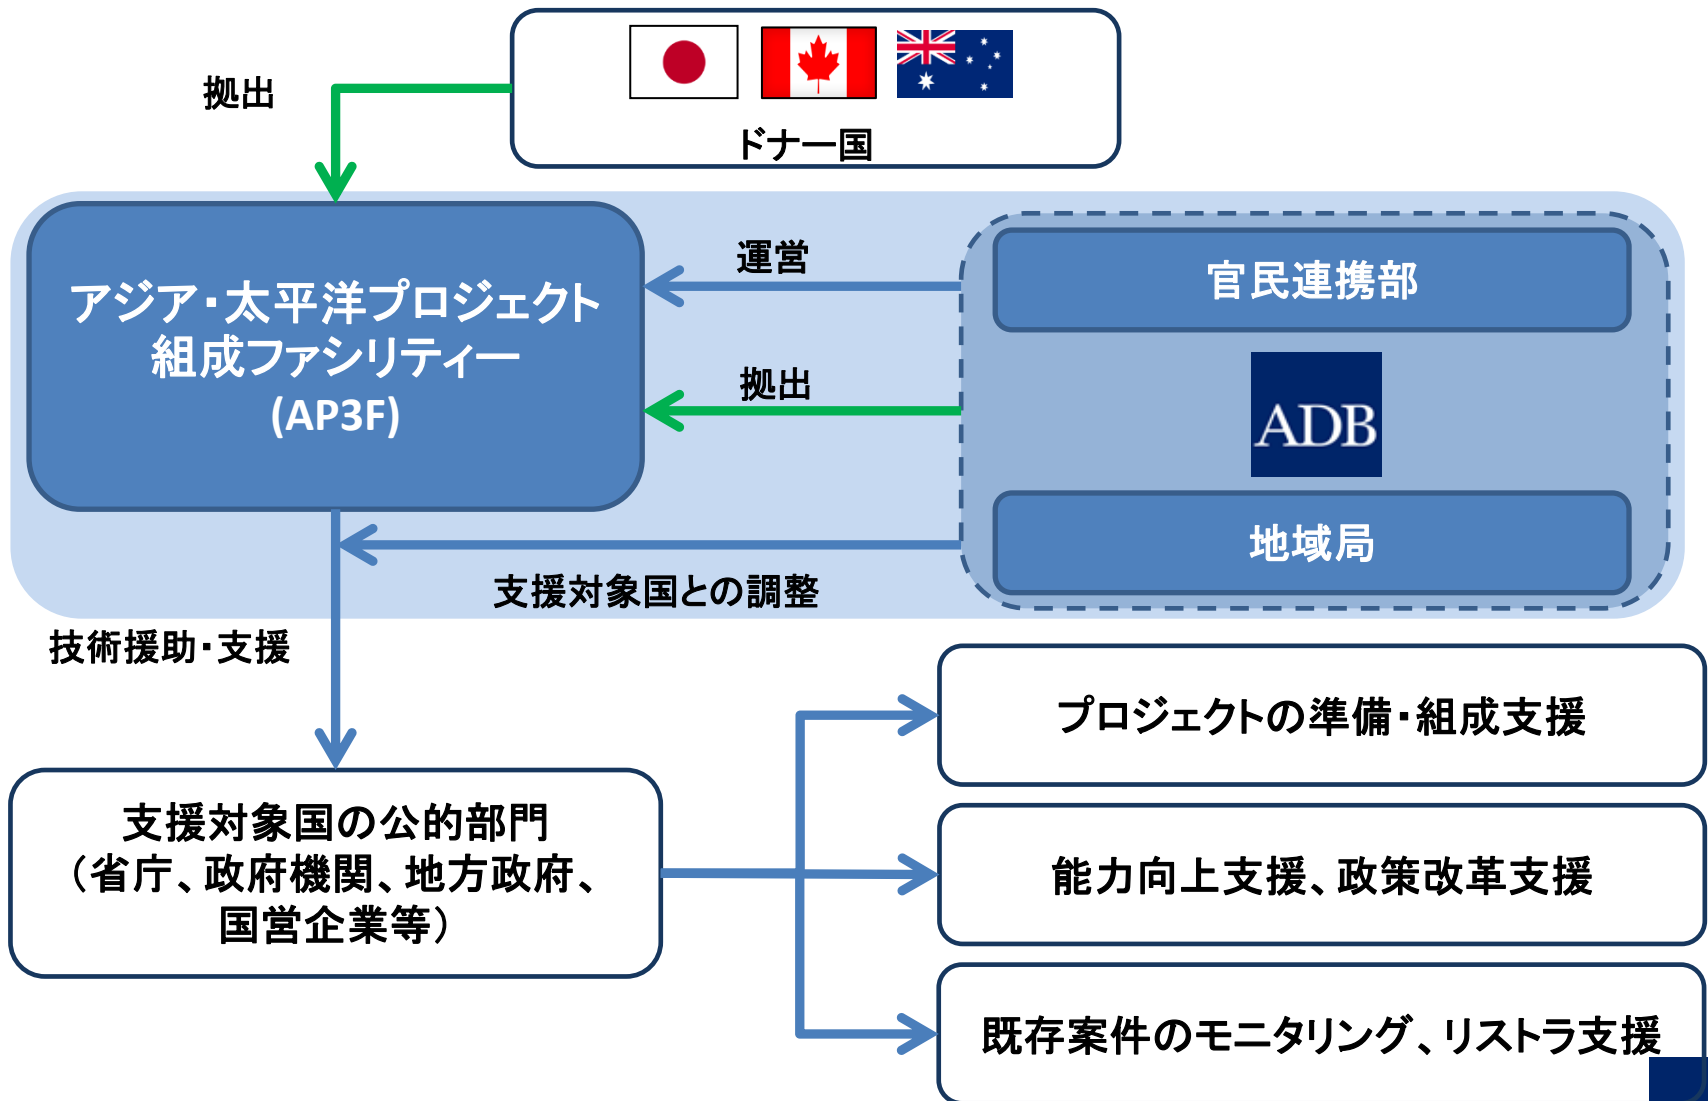 拠出
ドナー国
アジア・太平洋プロジェクト
組成ファシリティー
(AP3F)
運営
拠出
官民連携部
ADB
地域局
支援対象国との調整
技術援助・支援
支援対象国の公的部門
（省庁、政府機関、地方政府、
国営企業等）
プロジェクトの準備・組成支援
能力向上支援、政策改革支援
既存案件のモニタリング、リストラ支援